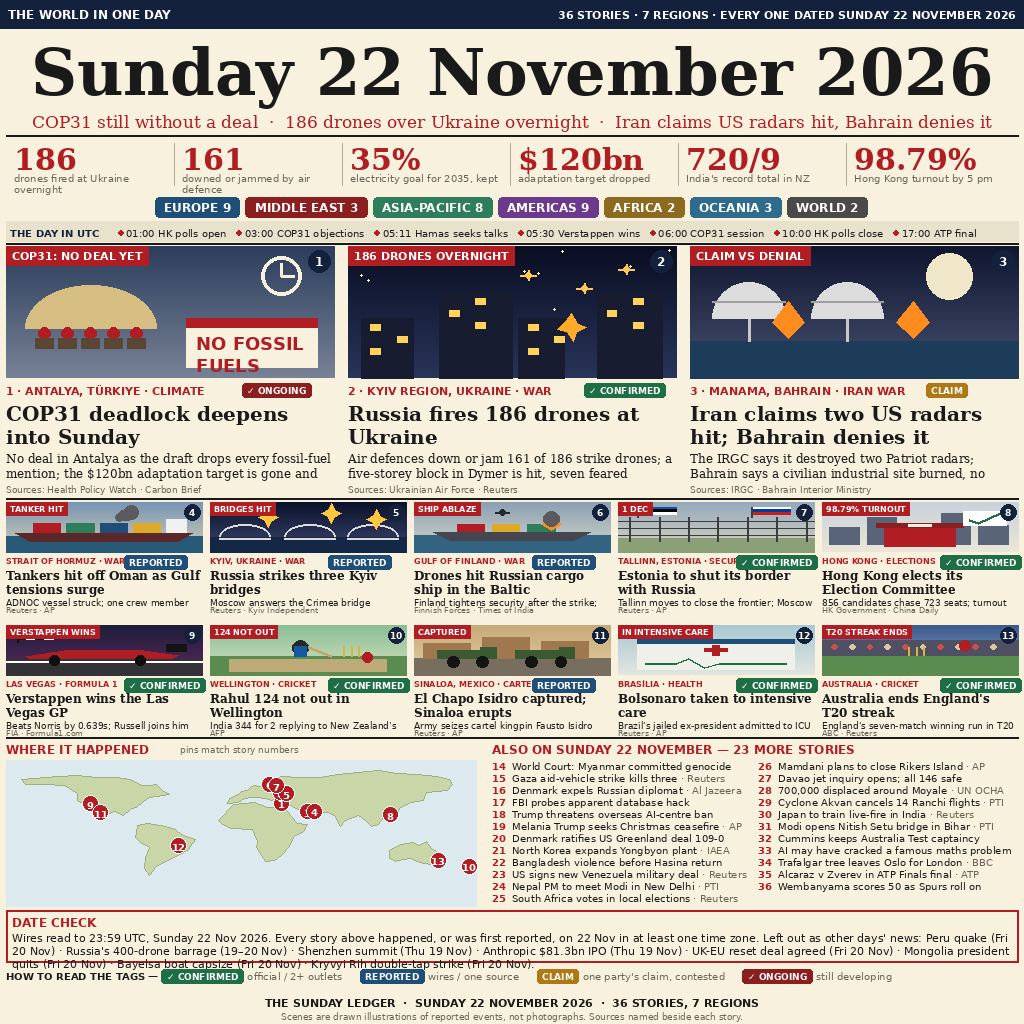 THE WORLD IN ONE DAY
36 STORIES · 7 REGIONS · EVERY ONE DATED SUNDAY 22 NOVEMBER 2026
Sunday 22 November 2026
COP31 still without a deal · 186 drones over Ukraine overnight · Iran claims US radars hit, Bahrain denies it
186
drones fired at Ukraine
overnight
161
downed or jammed by air
defence
35%
electricity goal for 2035, kept
$120bn
adaptation target dropped
720/9
India's record total in NZ
98.79%
Hong Kong turnout by 5 pm
EUROPE 9
MIDDLE EAST 3
ASIA-PACIFIC 8
AMERICAS 9
AFRICA 2
OCEANIA 3
WORLD 2
THE DAY IN UTC
01:00 HK polls open
03:00 COP31 objections
05:11 Hamas seeks talks
05:30 Verstappen wins
06:00 COP31 session
10:00 HK polls close
17:00 ATP final
COP31: NO DEAL YET
1
NO FOSSIL
FUELS
1 · ANTALYA, TÜRKIYE · CLIMATE
✓ ONGOING
COP31 deadlock deepens
into Sunday
No deal in Antalya as the draft drops every fossil-fuel
mention; the $120bn adaptation target is gone and
Sources: Health Policy Watch · Carbon Brief
186 DRONES OVERNIGHT
2
2 · KYIV REGION, UKRAINE · WAR
✓ CONFIRMED
Russia fires 186 drones at
Ukraine
Air defences down or jam 161 of 186 strike drones; a
five-storey block in Dymer is hit, seven feared
Sources: Ukrainian Air Force · Reuters
CLAIM VS DENIAL
3
3 · MANAMA, BAHRAIN · IRAN WAR
CLAIM
Iran claims two US radars
hit; Bahrain denies it
The IRGC says it destroyed two Patriot radars;
Bahrain says a civilian industrial site burned, no
Sources: IRGC · Bahrain Interior Ministry
TANKER HIT
4
STRAIT OF HORMUZ · WAR
REPORTED
Tankers hit off Oman as Gulf
tensions surge
ADNOC vessel struck; one crew member
Reuters · AP
BRIDGES HIT
5
KYIV, UKRAINE · WAR
REPORTED
Russia strikes three Kyiv
bridges
Moscow answers the Crimea bridge
Reuters · Kyiv Independent
SHIP ABLAZE
6
GULF OF FINLAND · WAR
REPORTED
Drones hit Russian cargo
ship in the Baltic
Finland tightens security after the strike;
Finnish Forces · Times of India
1 DEC
7
TALLINN, ESTONIA · SECUR
✓ CONFIRMED
Estonia to shut its border
with Russia
Tallinn moves to close the frontier; Moscow
Reuters · AP
98.79% TURNOUT
8
HONG KONG · ELECTIONS
✓ CONFIRMED
Hong Kong elects its
Election Committee
856 candidates chase 723 seats; turnout
HK Government · China Daily
VERSTAPPEN WINS
9
LAS VEGAS · FORMULA 1
✓ CONFIRMED
Verstappen wins the Las
Vegas GP
Beats Norris by 0.639s; Russell joins him
FIA · Formula1.com
124 NOT OUT
10
WELLINGTON · CRICKET
✓ CONFIRMED
Rahul 124 not out in
Wellington
India 344 for 2 replying to New Zealand's
AFP
CAPTURED
11
SINALOA, MEXICO · CARTE
REPORTED
El Chapo Isidro captured;
Sinaloa erupts
Army seizes cartel kingpin Fausto Isidro
Reuters · AP
IN INTENSIVE CARE
12
BRASÍLIA · HEALTH
✓ CONFIRMED
Bolsonaro taken to intensive
care
Brazil's jailed ex-president admitted to ICU
Reuters · AP
T20 STREAK ENDS
13
AUSTRALIA · CRICKET
✓ CONFIRMED
Australia ends England's
T20 streak
England's seven-match winning run in T20
ABC · Reuters
WHERE IT HAPPENED
pins match story numbers
7
5
1
4
9
11
8
12
13
10
ALSO ON SUNDAY 22 NOVEMBER — 23 MORE STORIES
14 World Court: Myanmar committed genocide
15 Gaza aid-vehicle strike kills three · Reuters
16 Denmark expels Russian diplomat · Al Jazeera
17 FBI probes apparent database hack
18 Trump threatens overseas AI-centre ban
19 Melania Trump seeks Christmas ceasefire · AP
20 Denmark ratifies US Greenland deal 109-0
21 North Korea expands Yongbyon plant · IAEA
22 Bangladesh violence before Hasina return
23 US signs new Venezuela military deal · Reuters
24 Nepal PM to meet Modi in New Delhi · PTI
25 South Africa votes in local elections · Reuters
26 Mamdani plans to close Rikers Island · AP
27 Davao jet inquiry opens; all 146 safe
28 700,000 displaced around Moyale · UN OCHA
29 Cyclone Akvan cancels 14 Ranchi flights · PTI
30 Japan to train live-fire in India · Reuters
31 Modi opens Nitish Setu bridge in Bihar · PTI
32 Cummins keeps Australia Test captaincy
33 AI may have cracked a famous maths problem
34 Trafalgar tree leaves Oslo for London · BBC
35 Alcaraz v Zverev in ATP Finals final · ATP
36 Wembanyama scores 50 as Spurs roll on
DATE CHECK
Wires read to 23:59 UTC, Sunday 22 Nov 2026. Every story above happened, or was first reported, on 22 Nov in at least one time zone. Left out as other days' news: Peru quake (Fri
20 Nov) · Russia's 400-drone barrage (19–20 Nov) · Shenzhen summit (Thu 19 Nov) · Anthropic $81.3bn IPO (Thu 19 Nov) · UK-EU reset deal agreed (Fri 20 Nov) · Mongolia president
quits (Fri 20 Nov) · Bayelsa boat capsize (Fri 20 Nov) · Kryvyi Rih double-tap strike (Fri 20 Nov).
HOW TO READ THE TAGS —
✓ CONFIRMED official / 2+ outlets
REPORTED wires / one source
CLAIM one party's claim, contested
✓ ONGOING still developing
THE SUNDAY LEDGER · SUNDAY 22 NOVEMBER 2026 · 36 STORIES, 7 REGIONS
Scenes are drawn illustrations of reported events, not photographs. Sources named beside each story.